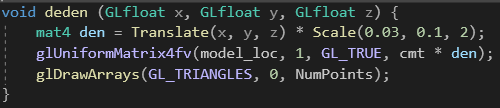 void deden (GLfloat x, GLfloat y, GLfloat z) {
mat4 den = Translate(x, y, z) * Scale(0.03, 0.1, 2);
glUniformMatrix4fv(model_loc, 1, GL_TRUE, cmt * den);
glDrawArrays(GL_TRIANGLES, 0, NumPoints);
}